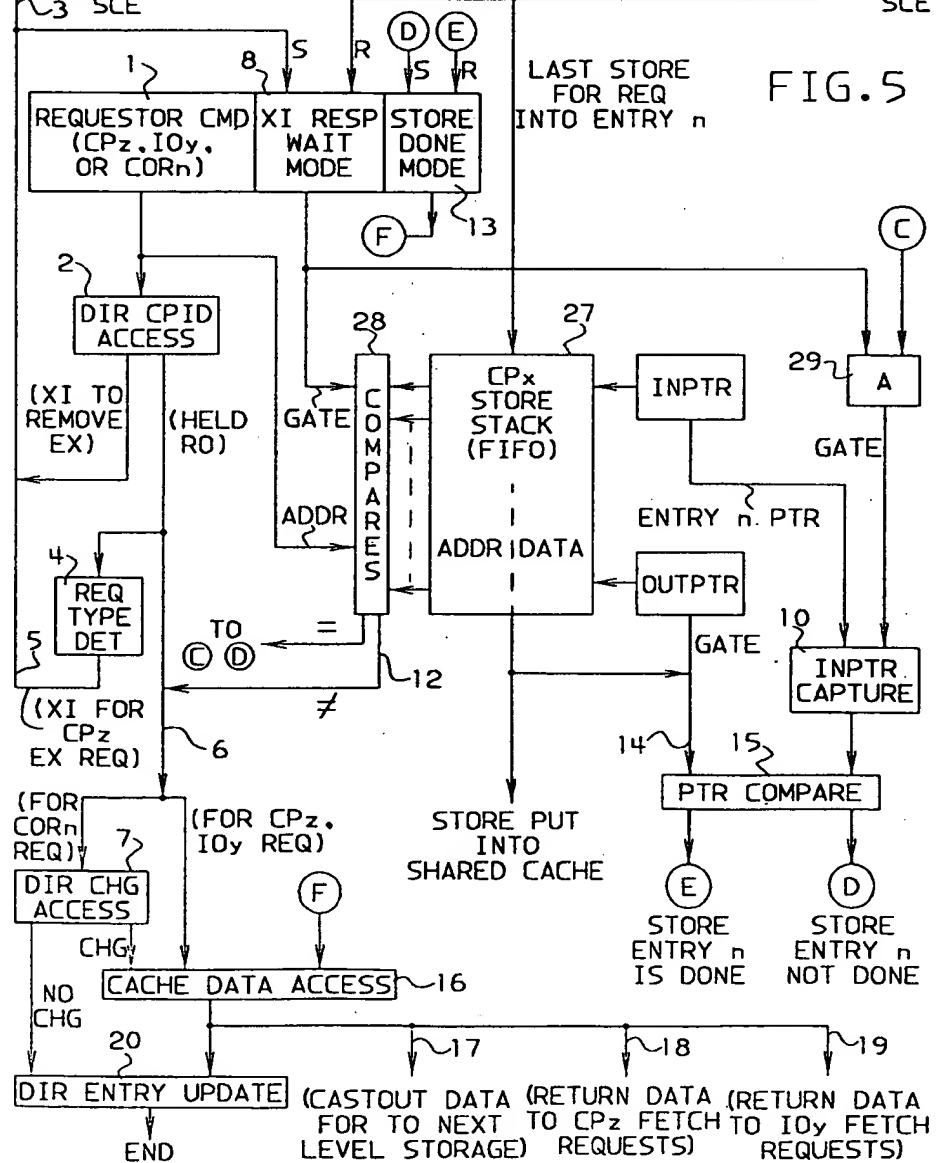 3 SCE
SCE
1
8
S
R
D
E
S
R
LAST STORE
FOR REQ
INTO ENTRY n
FIG.5
REQUESTOR CMD
(CPz, IOy,
OR CORn)
XI RESP
WAIT
MODE
STORE
DONE
MODE
13
F
C
2
DIR CPID
ACCESS
28
27
29
A
(XI TO
REMOVE
EX)
(HELD
RO)
GATE
COMPARES
CPx
STORE
STACK
(FIFO)
INPTR
GATE
ADDR
ENTRY n PTR
ADDR DATA
OUTPTR
4
REQ
TYPE
DET
TO
C D
=
12
GATE
10
INPTR
CAPTURE
5
≠
(XI FOR
CPz
EX REQ)
6
14
15
PTR COMPARE
(FOR
CORn
REQ)
(FOR CPz,
IOy REQ)
STORE PUT
INTO
SHARED CACHE
7
DIR CHG
ACCESS
F
E
D
STORE
ENTRY n
IS DONE
STORE
ENTRY n
NOT DONE
CHG
CACHE DATA ACCESS
16
NO
CHG
20
17
18
19
DIR ENTRY UPDATE
(CASTOUT DATA
FOR TO NEXT
LEVEL STORAGE)
(RETURN DATA
TO CPz FETCH
REQUESTS)
(RETURN DATA
TO IOy FETCH
REQUESTS)
END